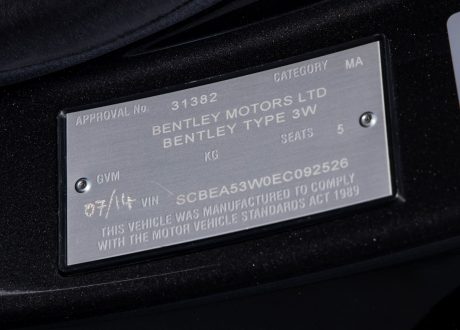 APPROVAL No. 31382 CATEGORY MA
BENTLEY MOTORS LTD
BENTLEY TYPE 3W
GVM KG SEATS 5
07/14 VIN SCBEA53W0EC092526
THIS VEHICLE WAS MANUFACTURED TO COMPLY
WITH THE MOTOR VEHICLE STANDARDS ACT 1989